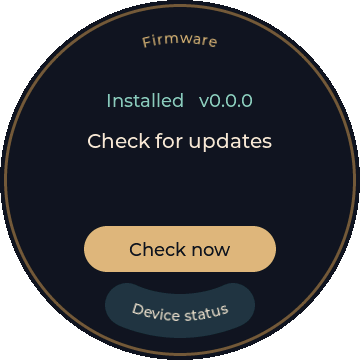 Firmware
Installed v0.0.0
Check for updates
Check now
Device status